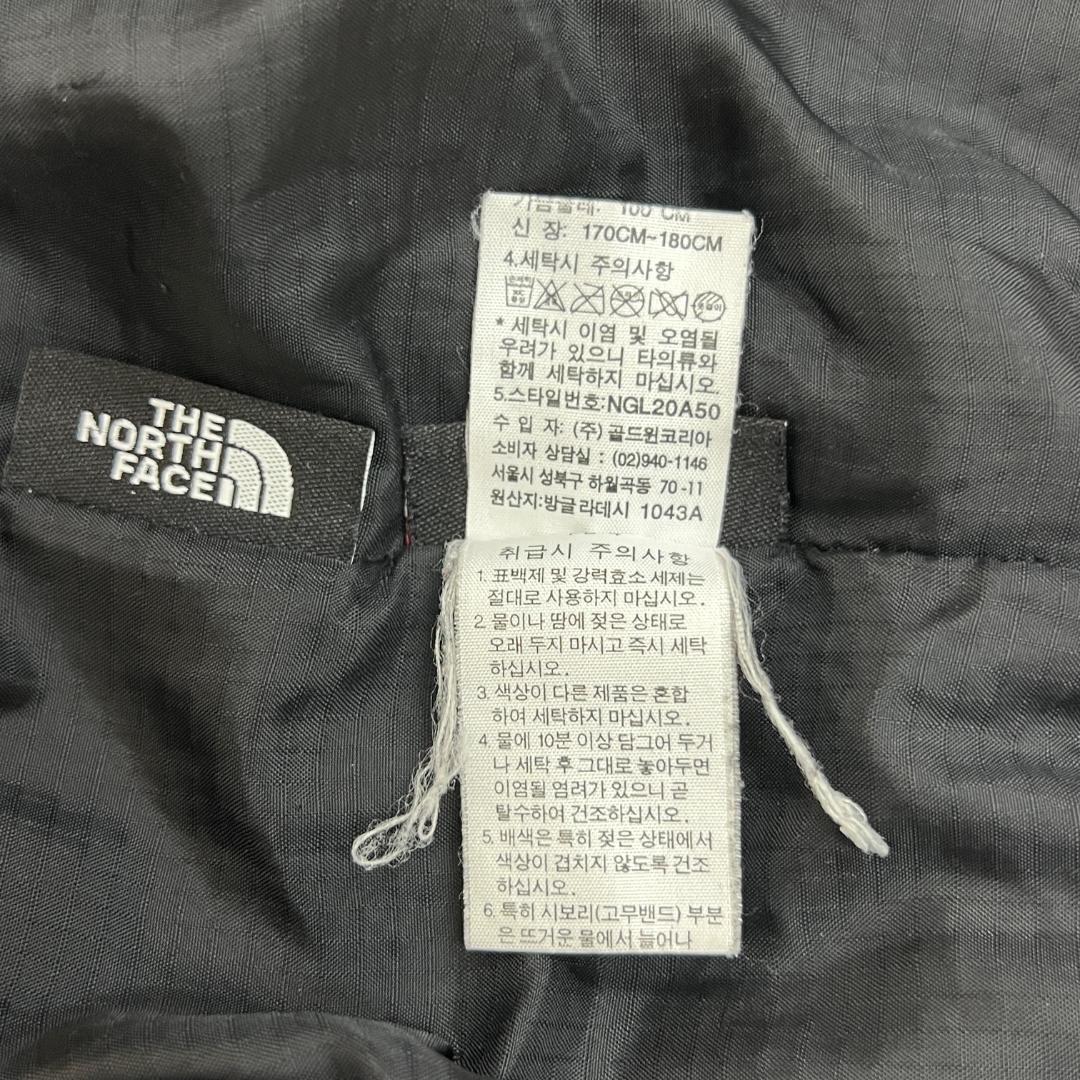 THE
NORTH
FACE
가슴둘레: 100 CM
신 장: 170CM~180CM
4.세탁시 주의사항
* 세탁시 이염 및 오염될
우려가 있으니 타의류와
함께 세탁하지 마십시오.
5.스타일번호:NGL20A50
수 입 자: (주) 골드윈코리아
소비자 상담실 : (02)940-1146
서울시 성북구 하월곡동 70-11
원산지:방글라데시 1043A
취급시 주의사항
1. 표백제 및 강력효소 세제는
절대로 사용하지 마십시오.
2. 물이나 땀에 젖은 상태로
오래 두지 마시고 즉시 세탁
하십시오.
3. 색상이 다른 제품은 혼합
하여 세탁하지 마십시오.
4. 물에 10분 이상 담그어 두거
나 세탁 후 그대로 놓아두면
이염될 염려가 있으니 곧
탈수하여 건조하십시오.
5. 배색은 특히 젖은 상태에서
색상이 겹치지 않도록 건조
하십시오.
6. 특히 시보리(고무밴드) 부분
은 뜨거운 물에서 늘어나